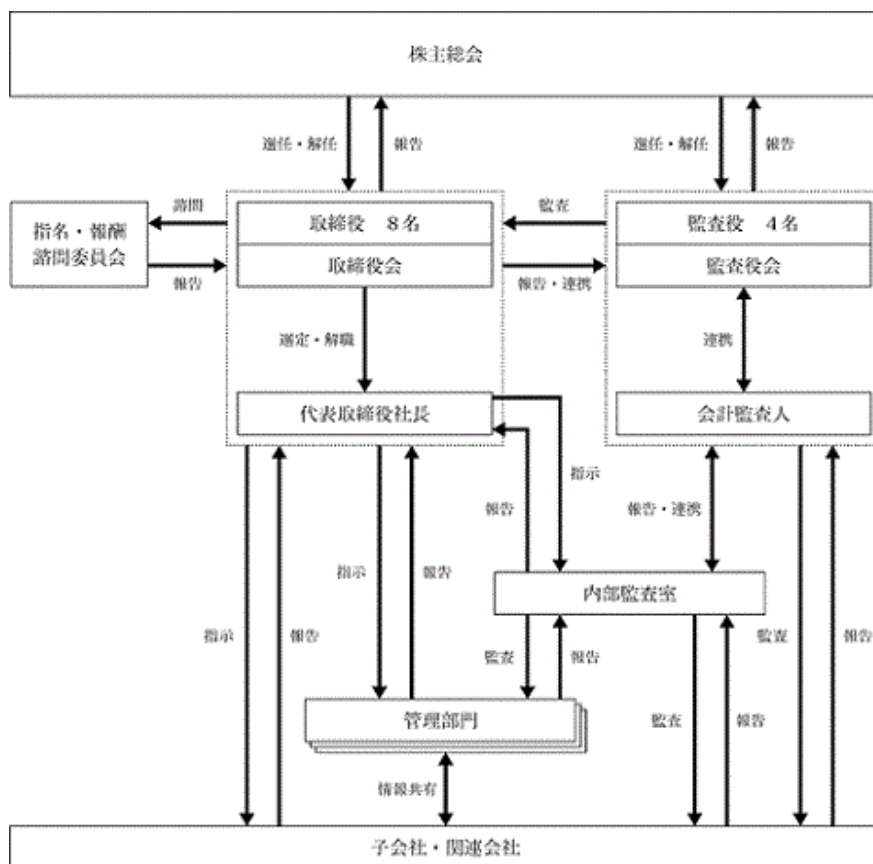 株主総会
選任・解任
報告
選任・解任
報告
諮問
取締役 8名
監査
監査役 4名
指名・報酬
諮問委員会
取締役会
監査役会
報告
報告・連携
選定・解職
連携
代表取締役社長
会計監査人
指示
報告
報告・連携
指示
報告
内部監査室
指示
報告
監査
報告
監査
報告
管理部門
監査
報告
情報共有
子会社・関連会社